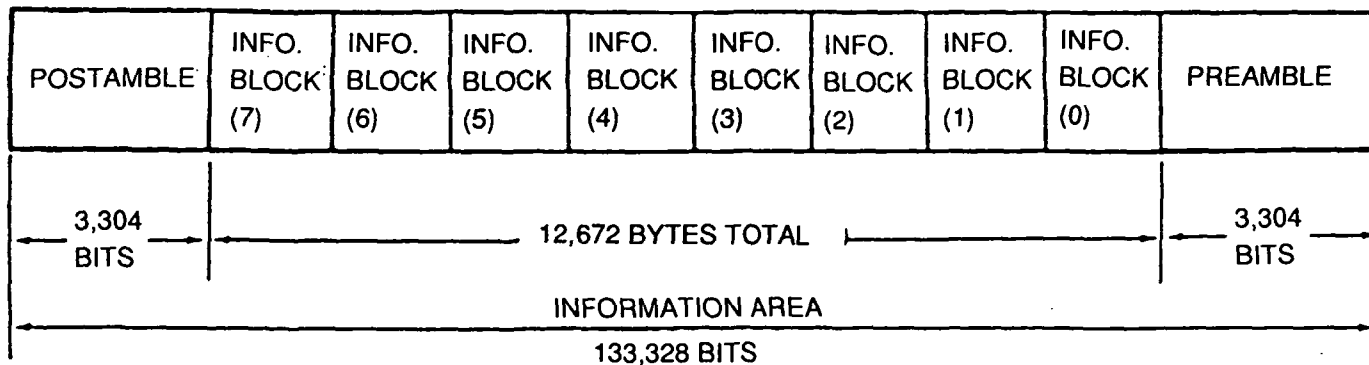 POSTAMBLE
INFO.
BLOCK
(7)
INFO.
BLOCK
(6)
INFO.
BLOCK
(5)
INFO.
BLOCK
(4)
INFO.
BLOCK
(3)
INFO.
BLOCK
(2)
INFO.
BLOCK
(1)
INFO.
BLOCK
(0)
PREAMBLE
3,304
BITS
12,672 BYTES TOTAL
3,304
BITS
INFORMATION AREA
133,328 BITS